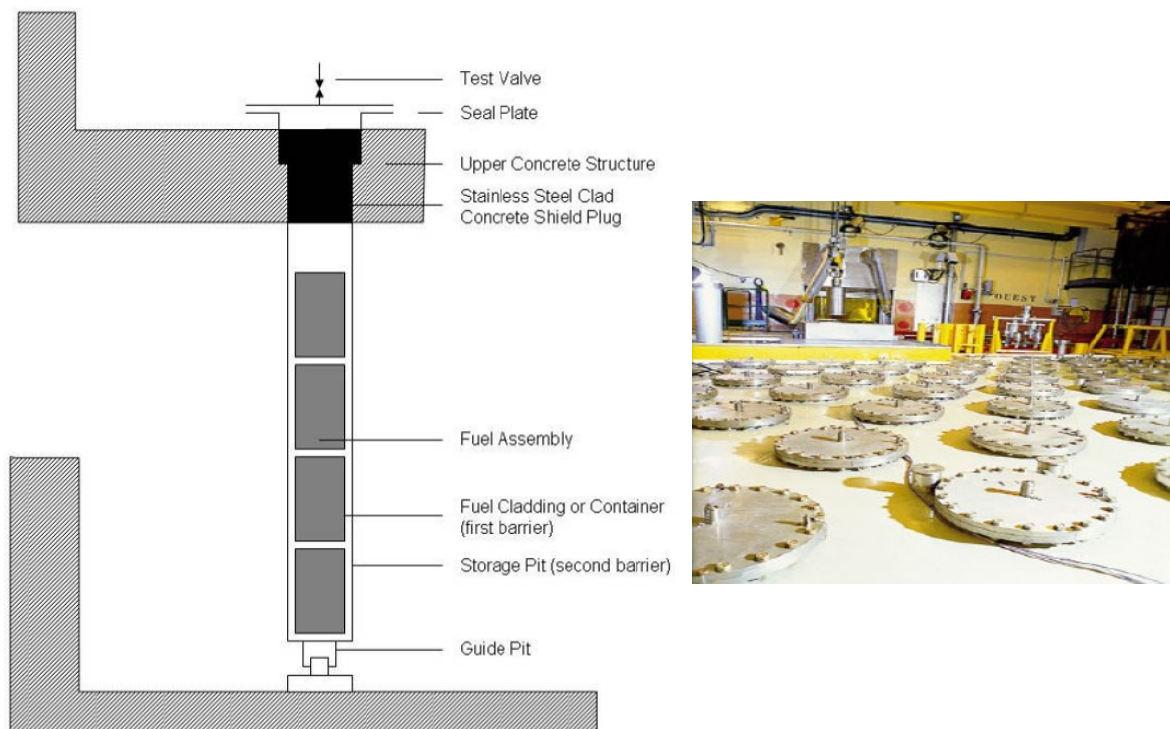 Test Valve
Seal Plate
Upper Concrete Structure
Stainless Steel Clad
Concrete Shield Plug
Fuel Assembly
Fuel Cladding or Container
(first barrier)
Storage Pit (second barrier)
Guide Pit
OUEST